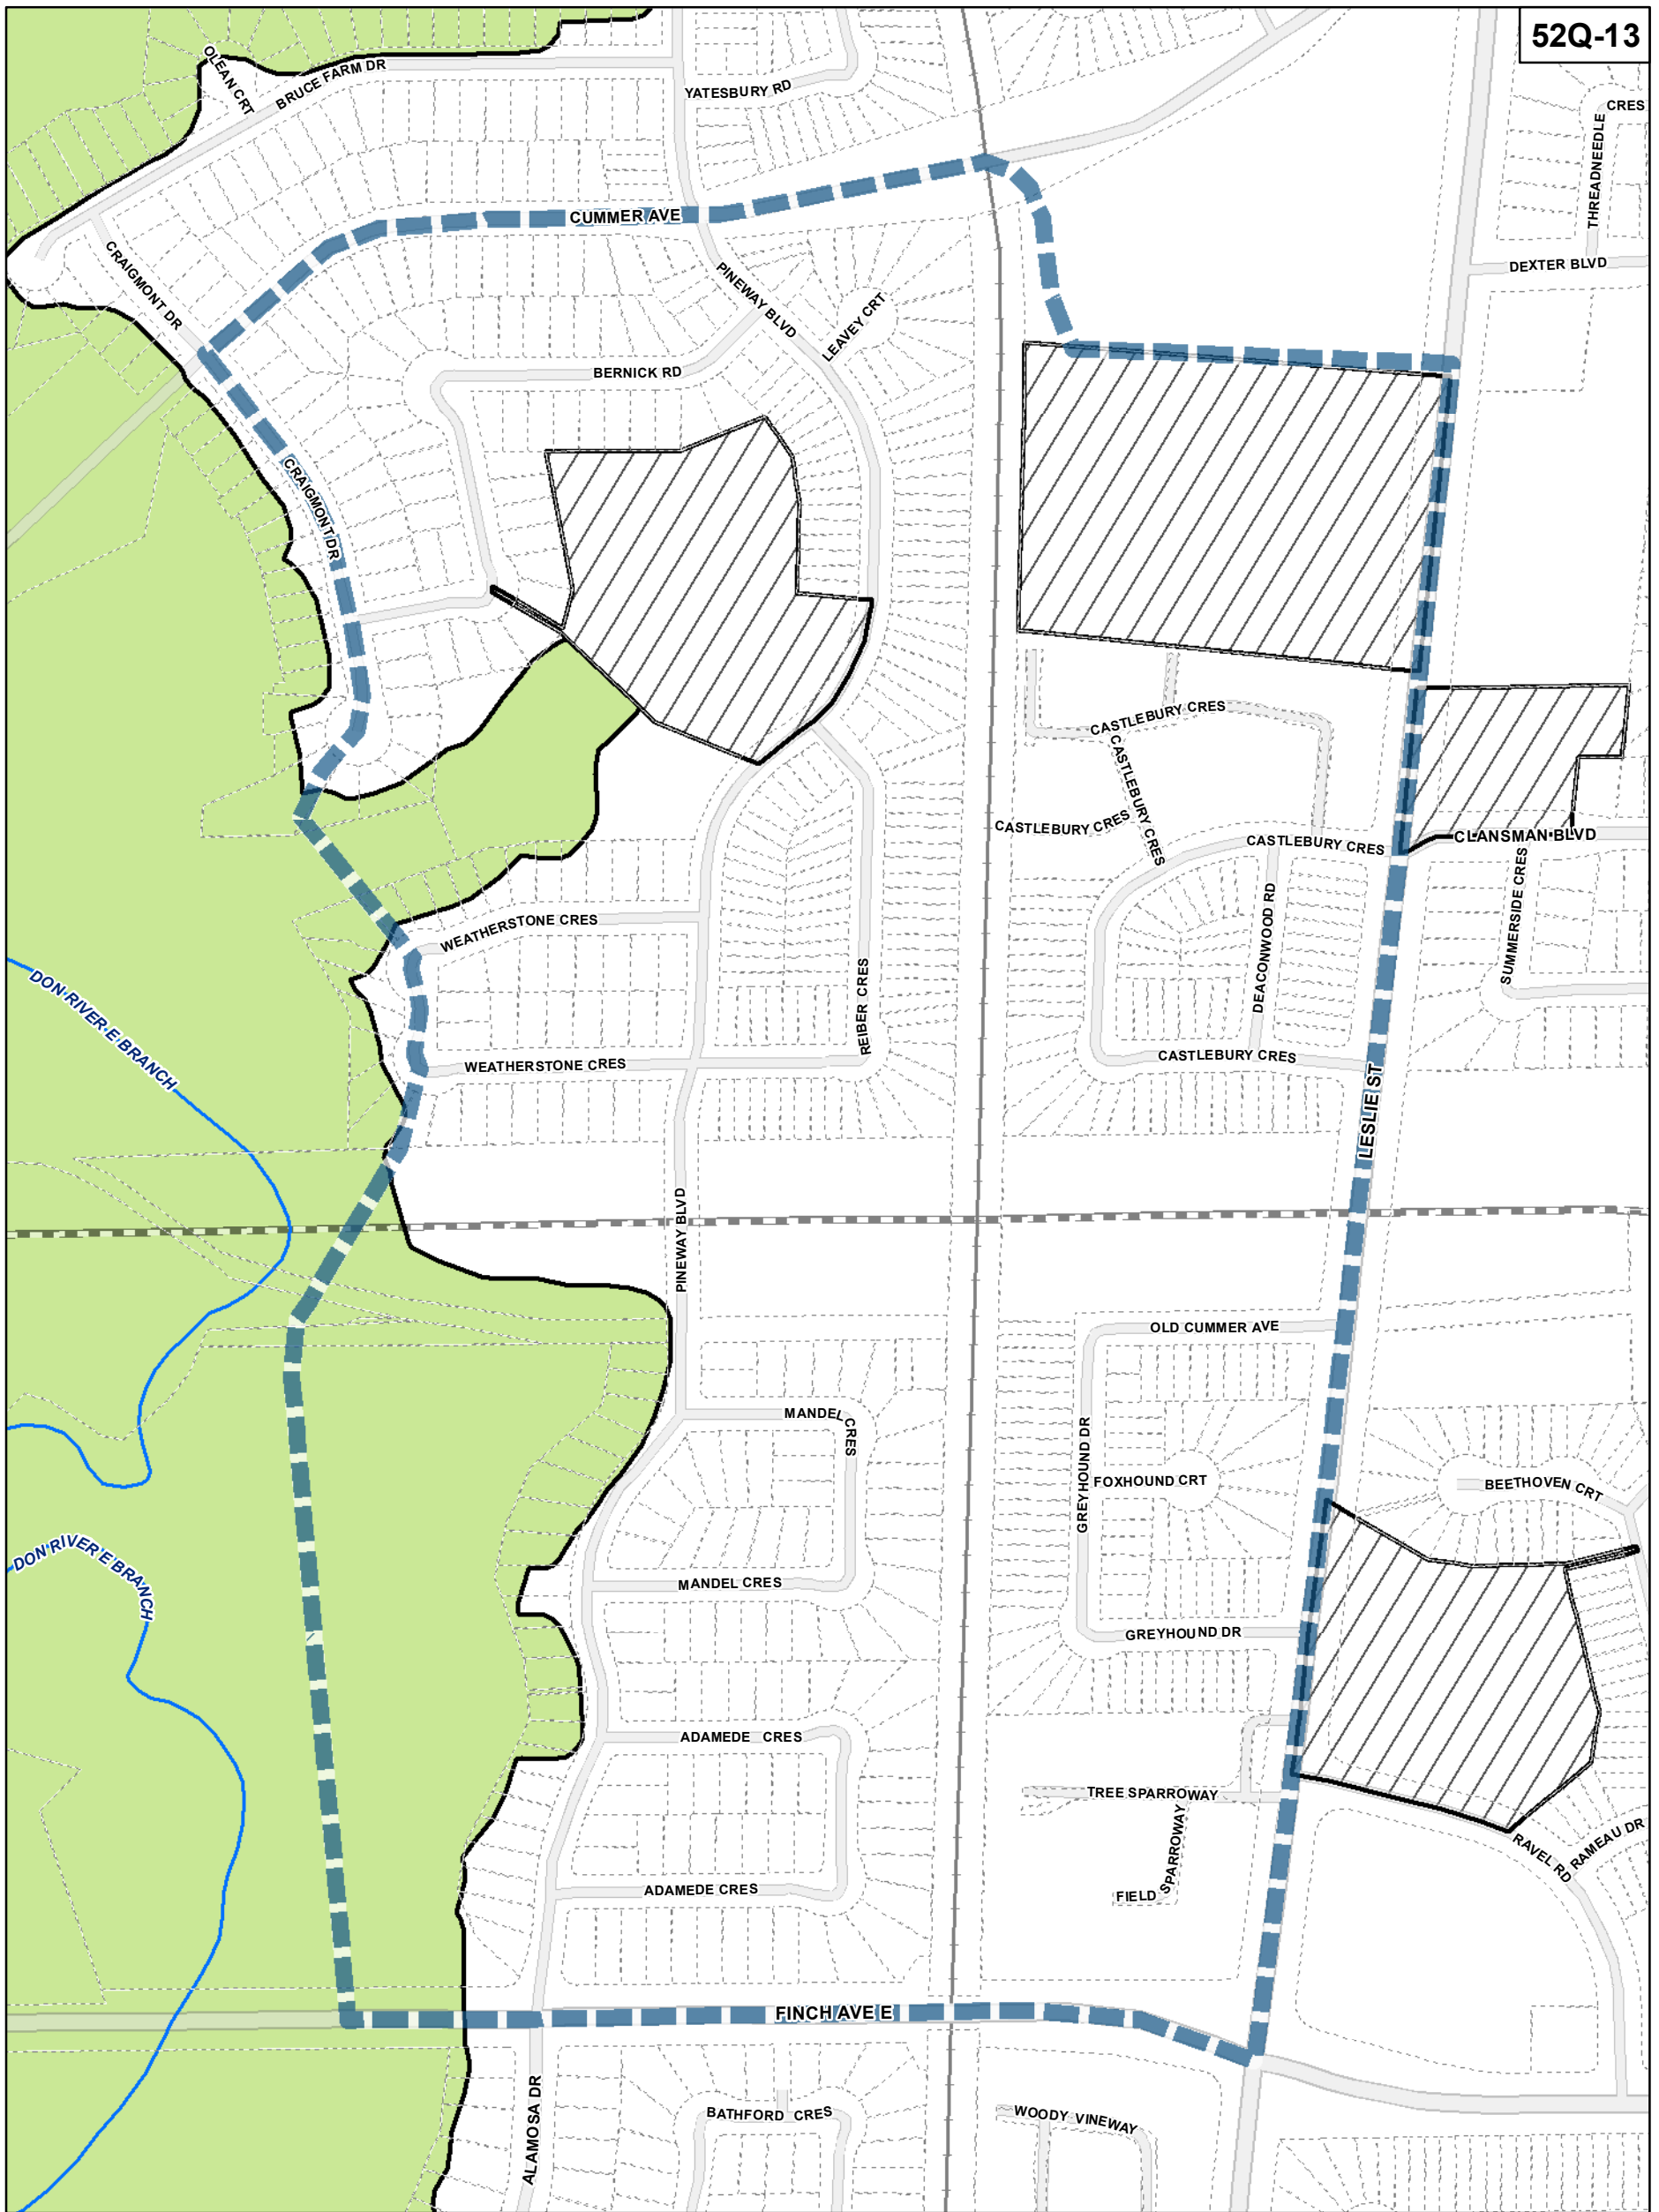 52Q-13
OLEAN CRT
BRUCE FARM DR
YATESBURY RD
CRES
THREADNEEDLE
CUMMER AVE
CRAIGMONT DR
PINEWAY BLVD
DEXTER BLVD
LEAVEY CRT
BERNICK RD
CRAIGMONT DR
CASTLEBURY CRES
CASTLEBURY CRES
CASTLEBURY CRES
CASTLEBURY CRES
CLANSMAN BLVD
SUMMERSIDE CRES
DEACONWOOD RD
WEATHERSTONE CRES
DON RIVER E BRANCH
REIBER CRES
WEATHERSTONE CRES
CASTLEBURY CRES
LESLIE ST
PINEWAY BLVD
OLD CUMMER AVE
MANDEL CRES
GREYHOUND DR
FOXHOUND CRT
BEETHOVEN CRT
DON RIVER E BRANCH
MANDEL CRES
GREYHOUND DR
ADAMEDE CRES
TREE SPARROWAY
RAVEL RD
RAMEAU DR
FIELD SPARROWAY
ADAMEDE CRES
FINCH AVE E
ALAMOSA DR
BATHFORD CRES
WOODY VINEWAY